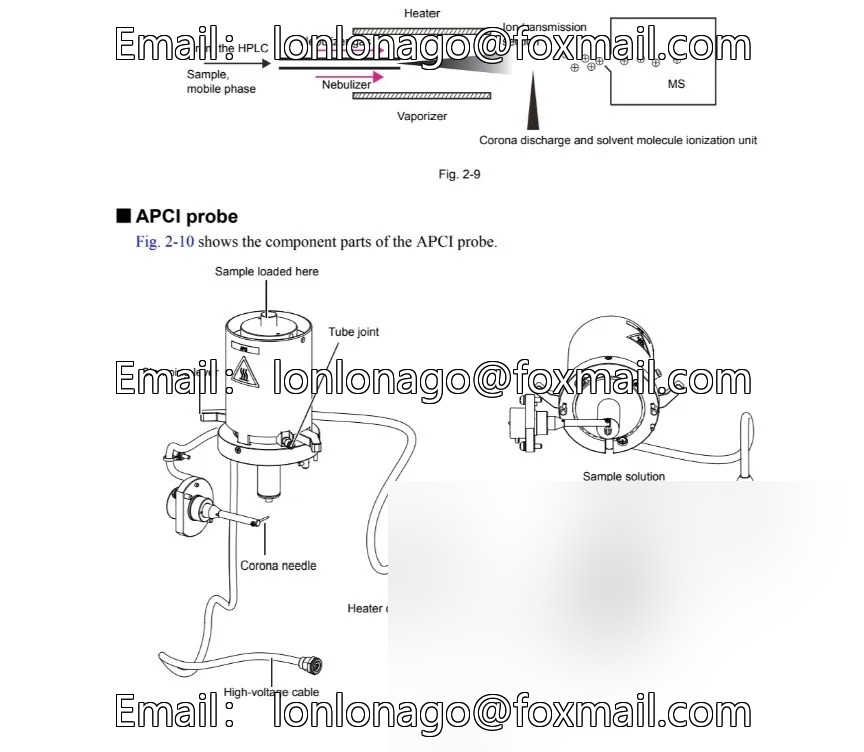 Heater
Email： lonlonago@foxmail.com
from the HPLC
Ion transmission
Sample,
mobile phase
Nebulizer
MS
Vaporizer
Corona discharge and solvent molecule ionization unit
Fig. 2-9
■ APCI probe
Fig. 2-10 shows the component parts of the APCI probe.
Sample loaded here
Tube joint
Email： lonlonago@foxmail.com
Sample solution
Corona needle
Heater
High-voltage cable
Email： lonlonago@foxmail.com